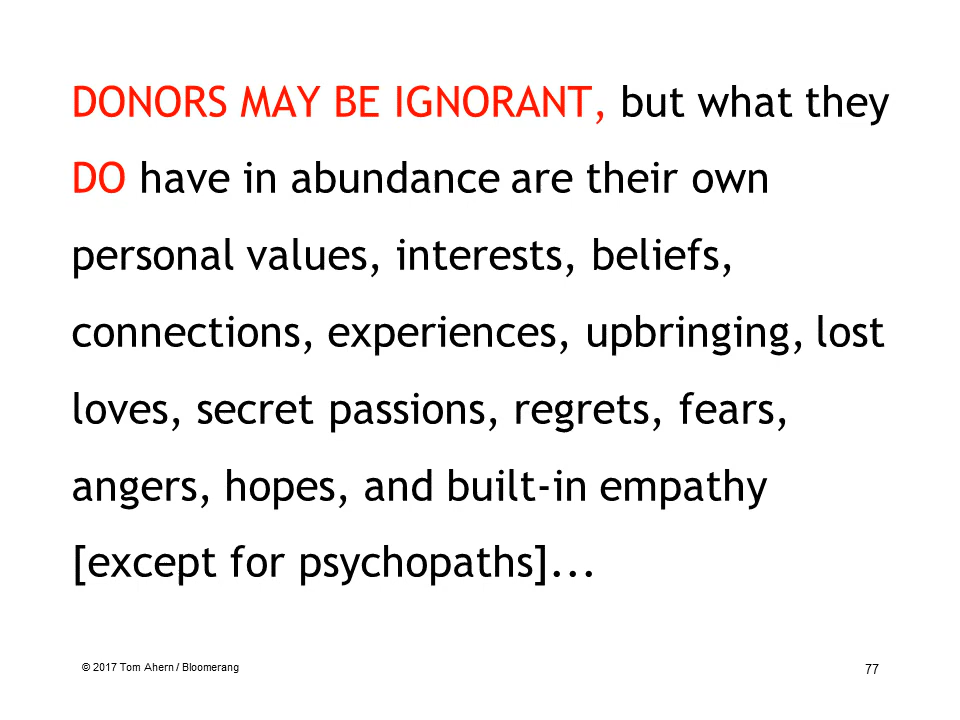 DONORS MAY BE IGNORANT, but what they
DO have in abundance are their own
personal values, interests, beliefs,
connections, experiences, upbringing, lost
loves, secret passions, regrets, fears,
angers, hopes, and built-in empathy
[except for psychopaths]...
© 2017 Tom Ahern / Bloomerang
77